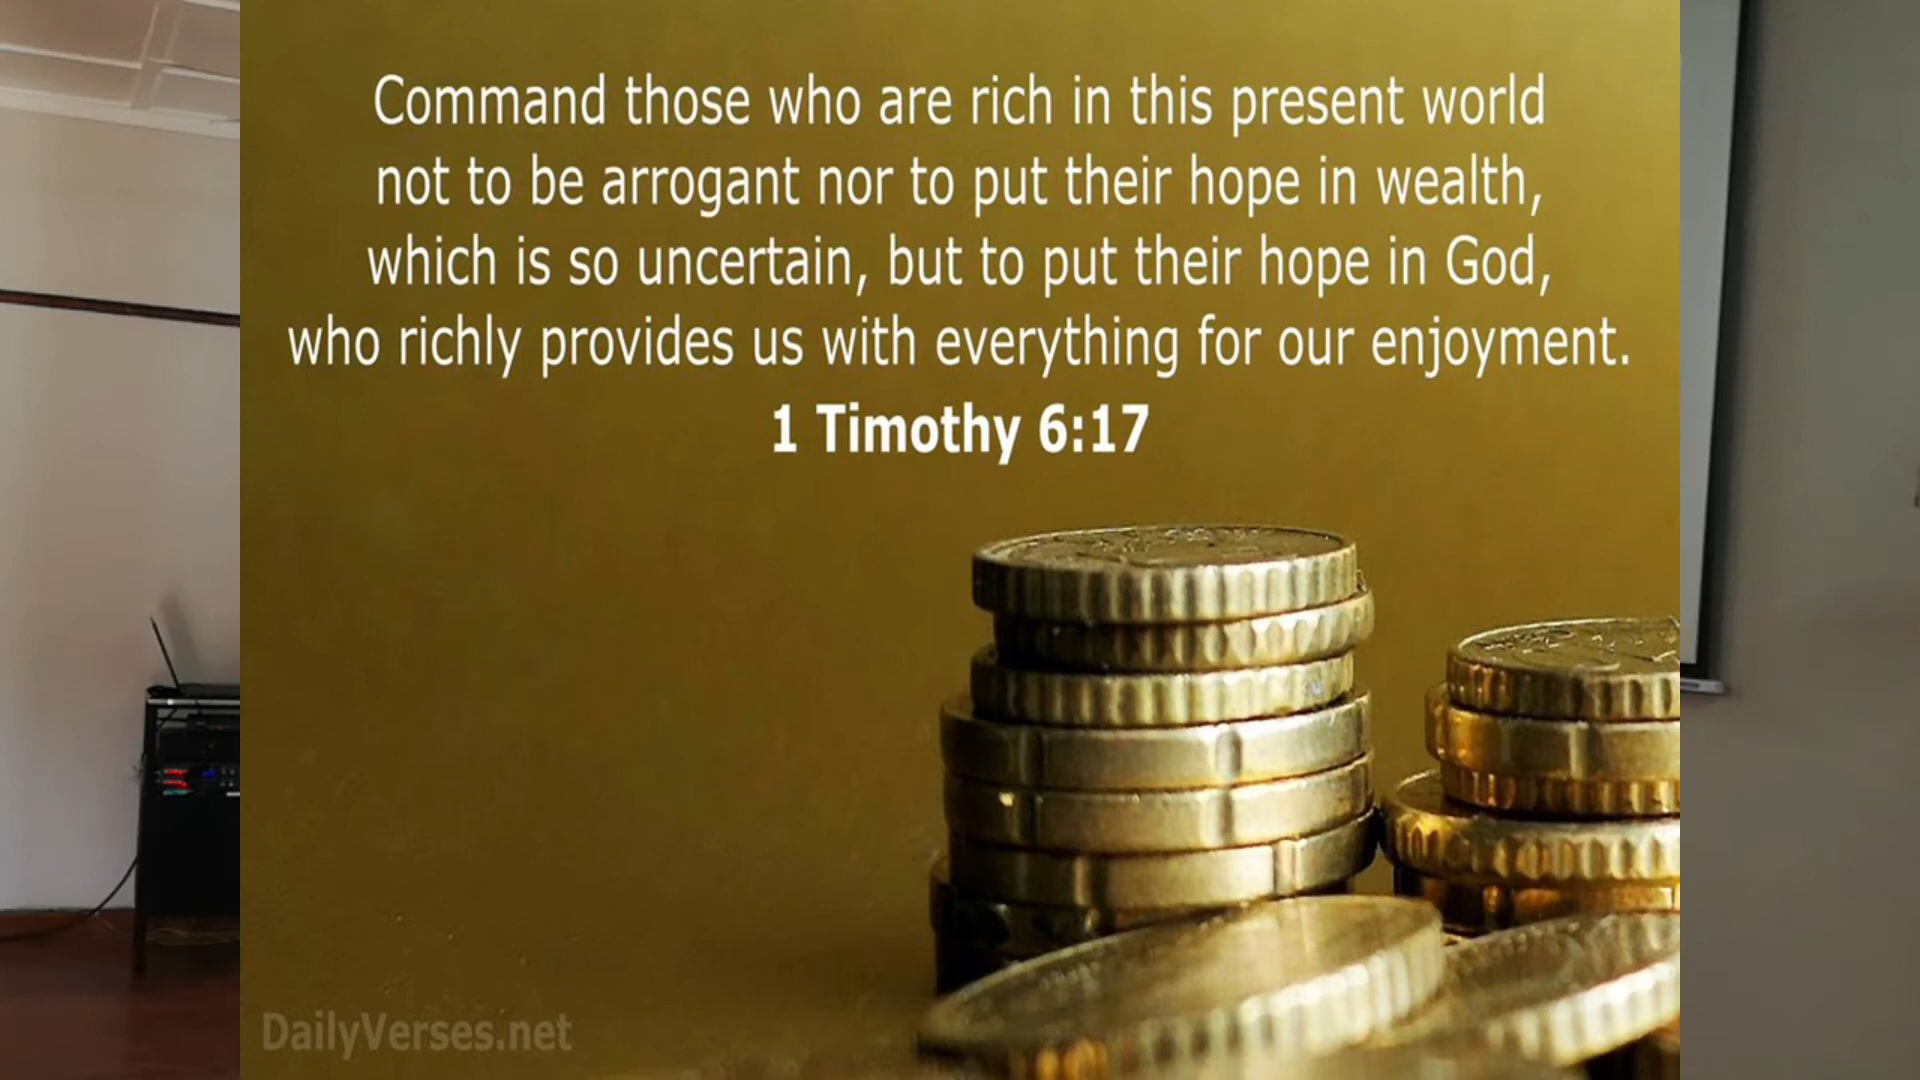 Command those who are rich in this present world
not to be arrogant nor to put their hope in wealth,
which is so uncertain, but to put their hope in God,
who richly provides us with everything for our enjoyment.
1 Timothy 6:17
DailyVerses.net